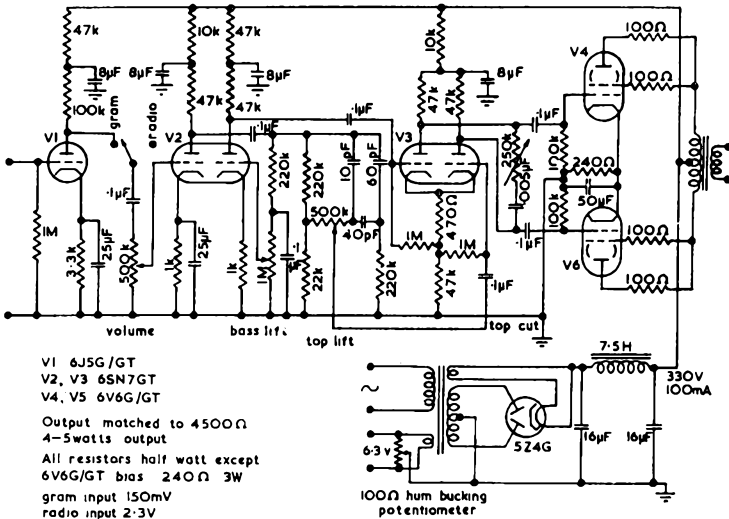 47k
10k
47k
10k
V4
100Ω
8µF
8µF
8µF
8µF
100Ω
100k
gram
radio
47k
47k
47k
47k
·1µF
V1
V2
·1µF
V3
·1µF
250k
·005µF
100k
240Ω
50µF
100k
·1µF
220k
220k
10pF
60pF
·1µF
1M
3.3k
25µF
500k
1k
25µF
1k
1M
·1µF
500k
40pF
22k
220k
1M
470Ω
1M
47k
·1µF
V6
100Ω
100Ω
volume
bass lift
top lift
top cut
V1 6J5G/GT
V2, V3 6SN7GT
V4, V5 6V6G/GT
Output matched to 4500Ω
4-5watts output
All resistors half watt except
6V6G/GT bias 240Ω 3W
gram input 150mV
radio input 2·3V
7·5H
330V
100mA
~
6·3v
5Z4G
16µF
16µF
100Ω hum bucking
potentiometer